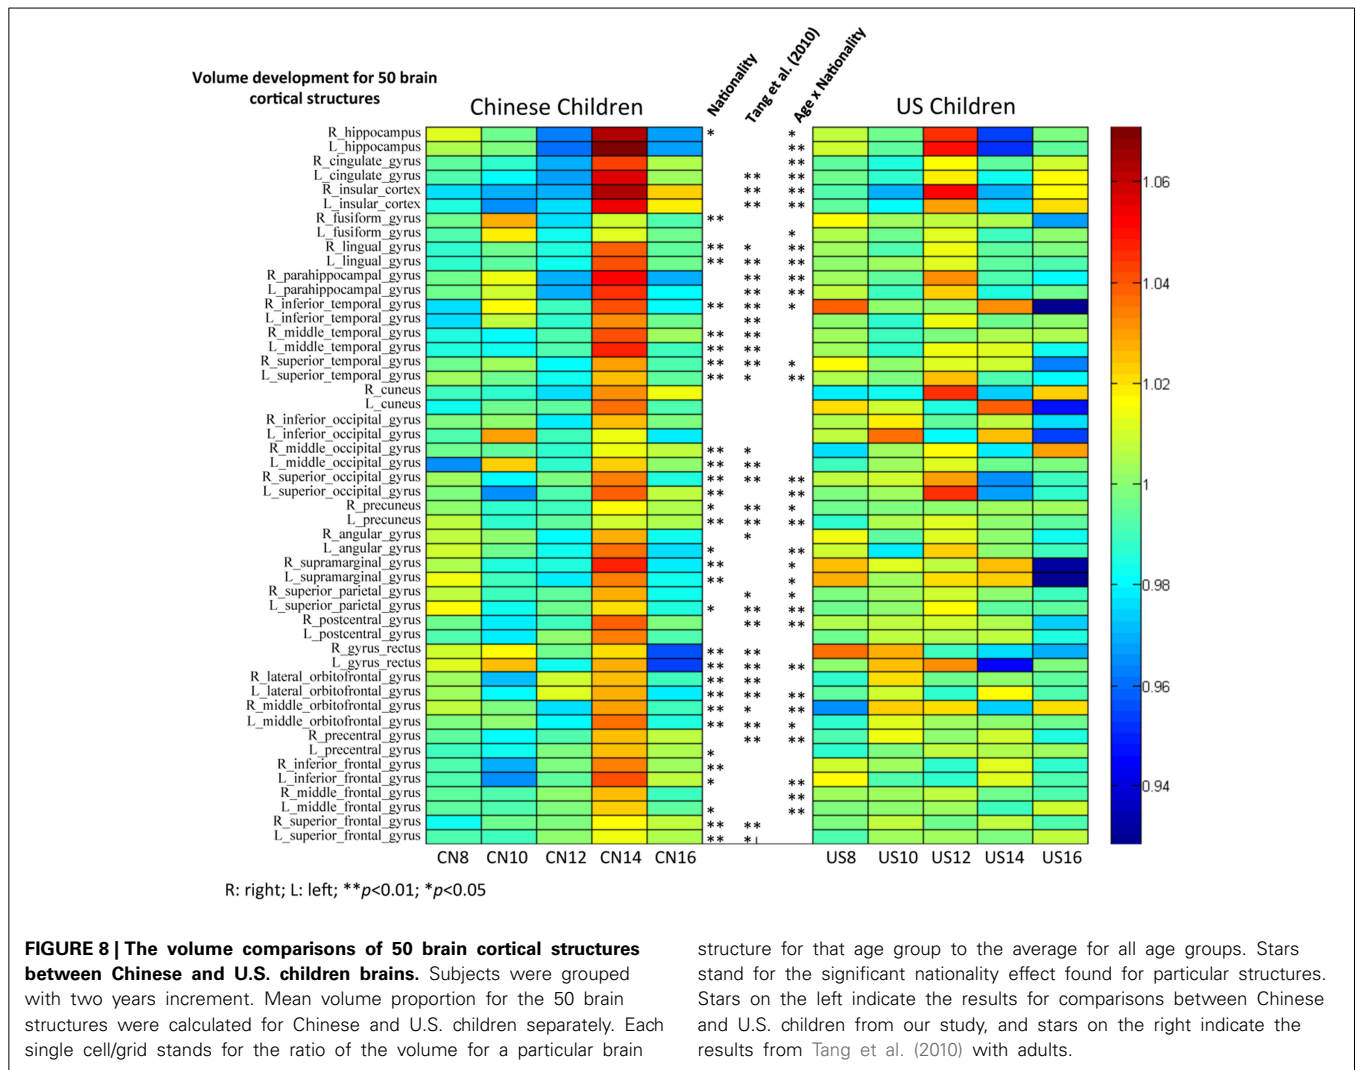 Volume development for 50 brain
cortical structures
Chinese Children
Nationality
Tang et al. (2010)
Age x Nationality
US Children
R_hippocampus * *
L_hippocampus **
R_cingulate_gyrus **
L_cingulate_gyrus ** **
R_insular_cortex ** **
L_insular_cortex ** **
R_fusiform_gyrus **
L_fusiform_gyrus *
R_lingual_gyrus ** * **
L_lingual_gyrus ** ** **
R_parahippocampal_gyrus ** **
L_parahippocampal_gyrus ** **
R_inferior_temporal_gyrus ** ** *
L_inferior_temporal_gyrus **
R_middle_temporal_gyrus ** **
L_middle_temporal_gyrus ** **
R_superior_temporal_gyrus ** ** *
L_superior_temporal_gyrus ** * **
R_cuneus
L_cuneus
R_inferior_occipital_gyrus
L_inferior_occipital_gyrus
R_middle_occipital_gyrus ** *
L_middle_occipital_gyrus ** **
R_superior_occipital_gyrus ** ** **
L_superior_occipital_gyrus ** **
R_precuneus * ** *
L_precuneus ** ** **
R_angular_gyrus *
L_angular_gyrus * **
R_supramarginal_gyrus ** *
L_supramarginal_gyrus ** *
R_superior_parietal_gyrus * *
L_superior_parietal_gyrus * ** **
R_postcentral_gyrus ** **
L_postcentral_gyrus
R_gyrus_rectus ** **
L_gyrus_rectus ** ** **
R_lateral_orbitofrontal_gyrus ** **
L_lateral_orbitofrontal_gyrus ** ** **
R_middle_orbitofrontal_gyrus ** * **
L_middle_orbitofrontal_gyrus ** ** *
R_precentral_gyrus ** **
L_precentral_gyrus *
R_inferior_frontal_gyrus **
L_inferior_frontal_gyrus * **
R_middle_frontal_gyrus **
L_middle_frontal_gyrus * **
R_superior_frontal_gyrus ** **
L_superior_frontal_gyrus ** *
CN8 CN10 CN12 CN14 CN16 US8 US10 US12 US14 US16
1.06
1.04
1.02
1
0.98
0.96
0.94
R: right; L: left; **p<0.01; *p<0.05
FIGURE 8 | The volume comparisons of 50 brain cortical structures
between Chinese and U.S. children brains. Subjects were grouped
with two years increment. Mean volume proportion for the 50 brain
structures were calculated for Chinese and U.S. children separately. Each
single cell/grid stands for the ratio of the volume for a particular brain
structure for that age group to the average for all age groups. Stars
stand for the significant nationality effect found for particular structures.
Stars on the left indicate the results for comparisons between Chinese
and U.S. children from our study, and stars on the right indicate the
results from Tang et al. (2010) with adults.